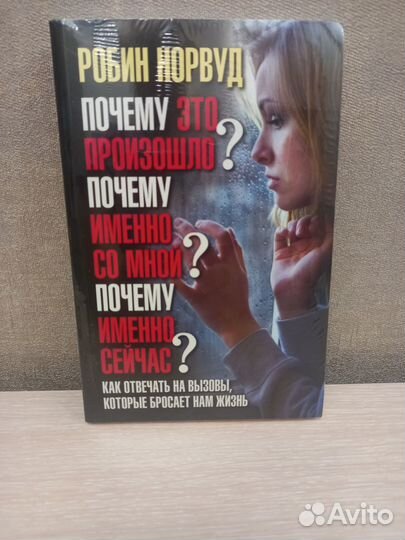 РОБИН НОРВУД
ПОЧЕМУ ЭТО
ПРОИЗОШЛО?
ПОЧЕМУ
ИМЕННО
СО МНОЙ?
ПОЧЕМУ
ИМЕННО
СЕЙЧАС?
КАК ОТВЕЧАТЬ НА ВЫЗОВЫ,
КОТОРЫЕ БРОСАЕТ НАМ ЖИЗНЬ
Avito